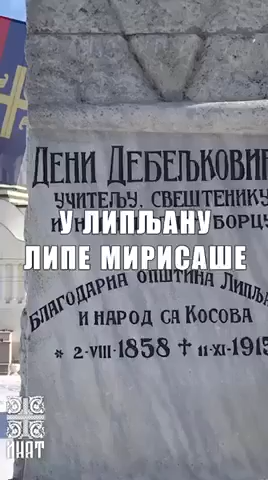 Дени Дебељкови
учитељу, свештенику
и н борцу
У ЛИПЉАНУ
ЛИПЕ МИРИСАШЕ
Благодарна општина Липља
и народ са Косова
* 2-VIII-1858 † 11-XI-1915
ИНАТ